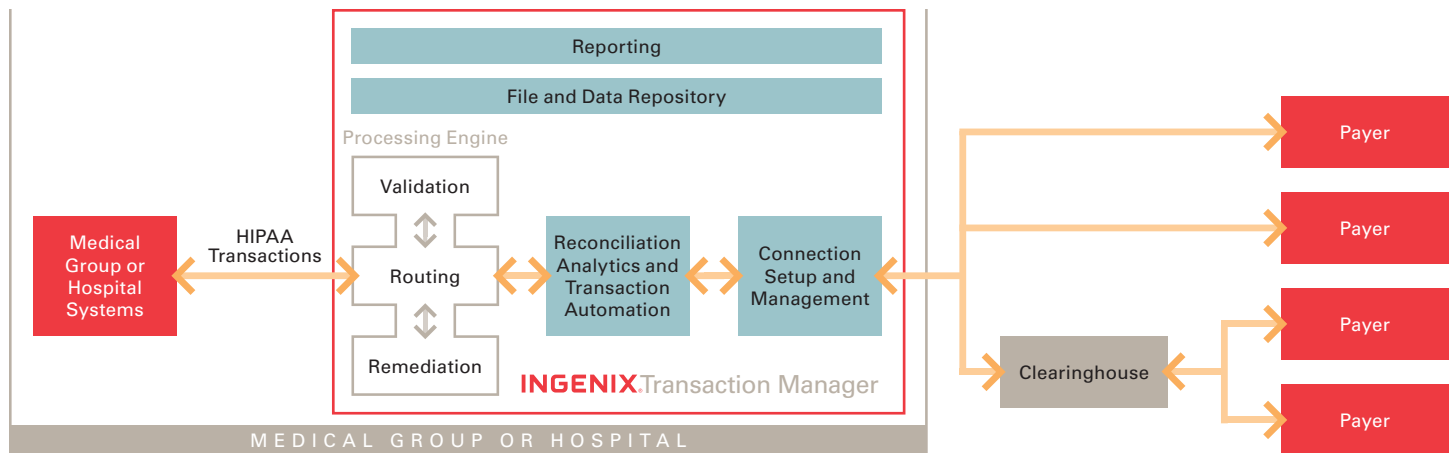 Reporting
File and Data Repository
Processing Engine
Validation
Routing
Remediation
Medical
Group or
Hospital
Systems
HIPAA
Transactions
Reconciliation
Analytics and
Transaction
Automation
Connection
Setup and
Management
INGENIX® Transaction Manager
MEDICAL GROUP OR HOSPITAL
Clearinghouse
Payer
Payer
Payer
Payer